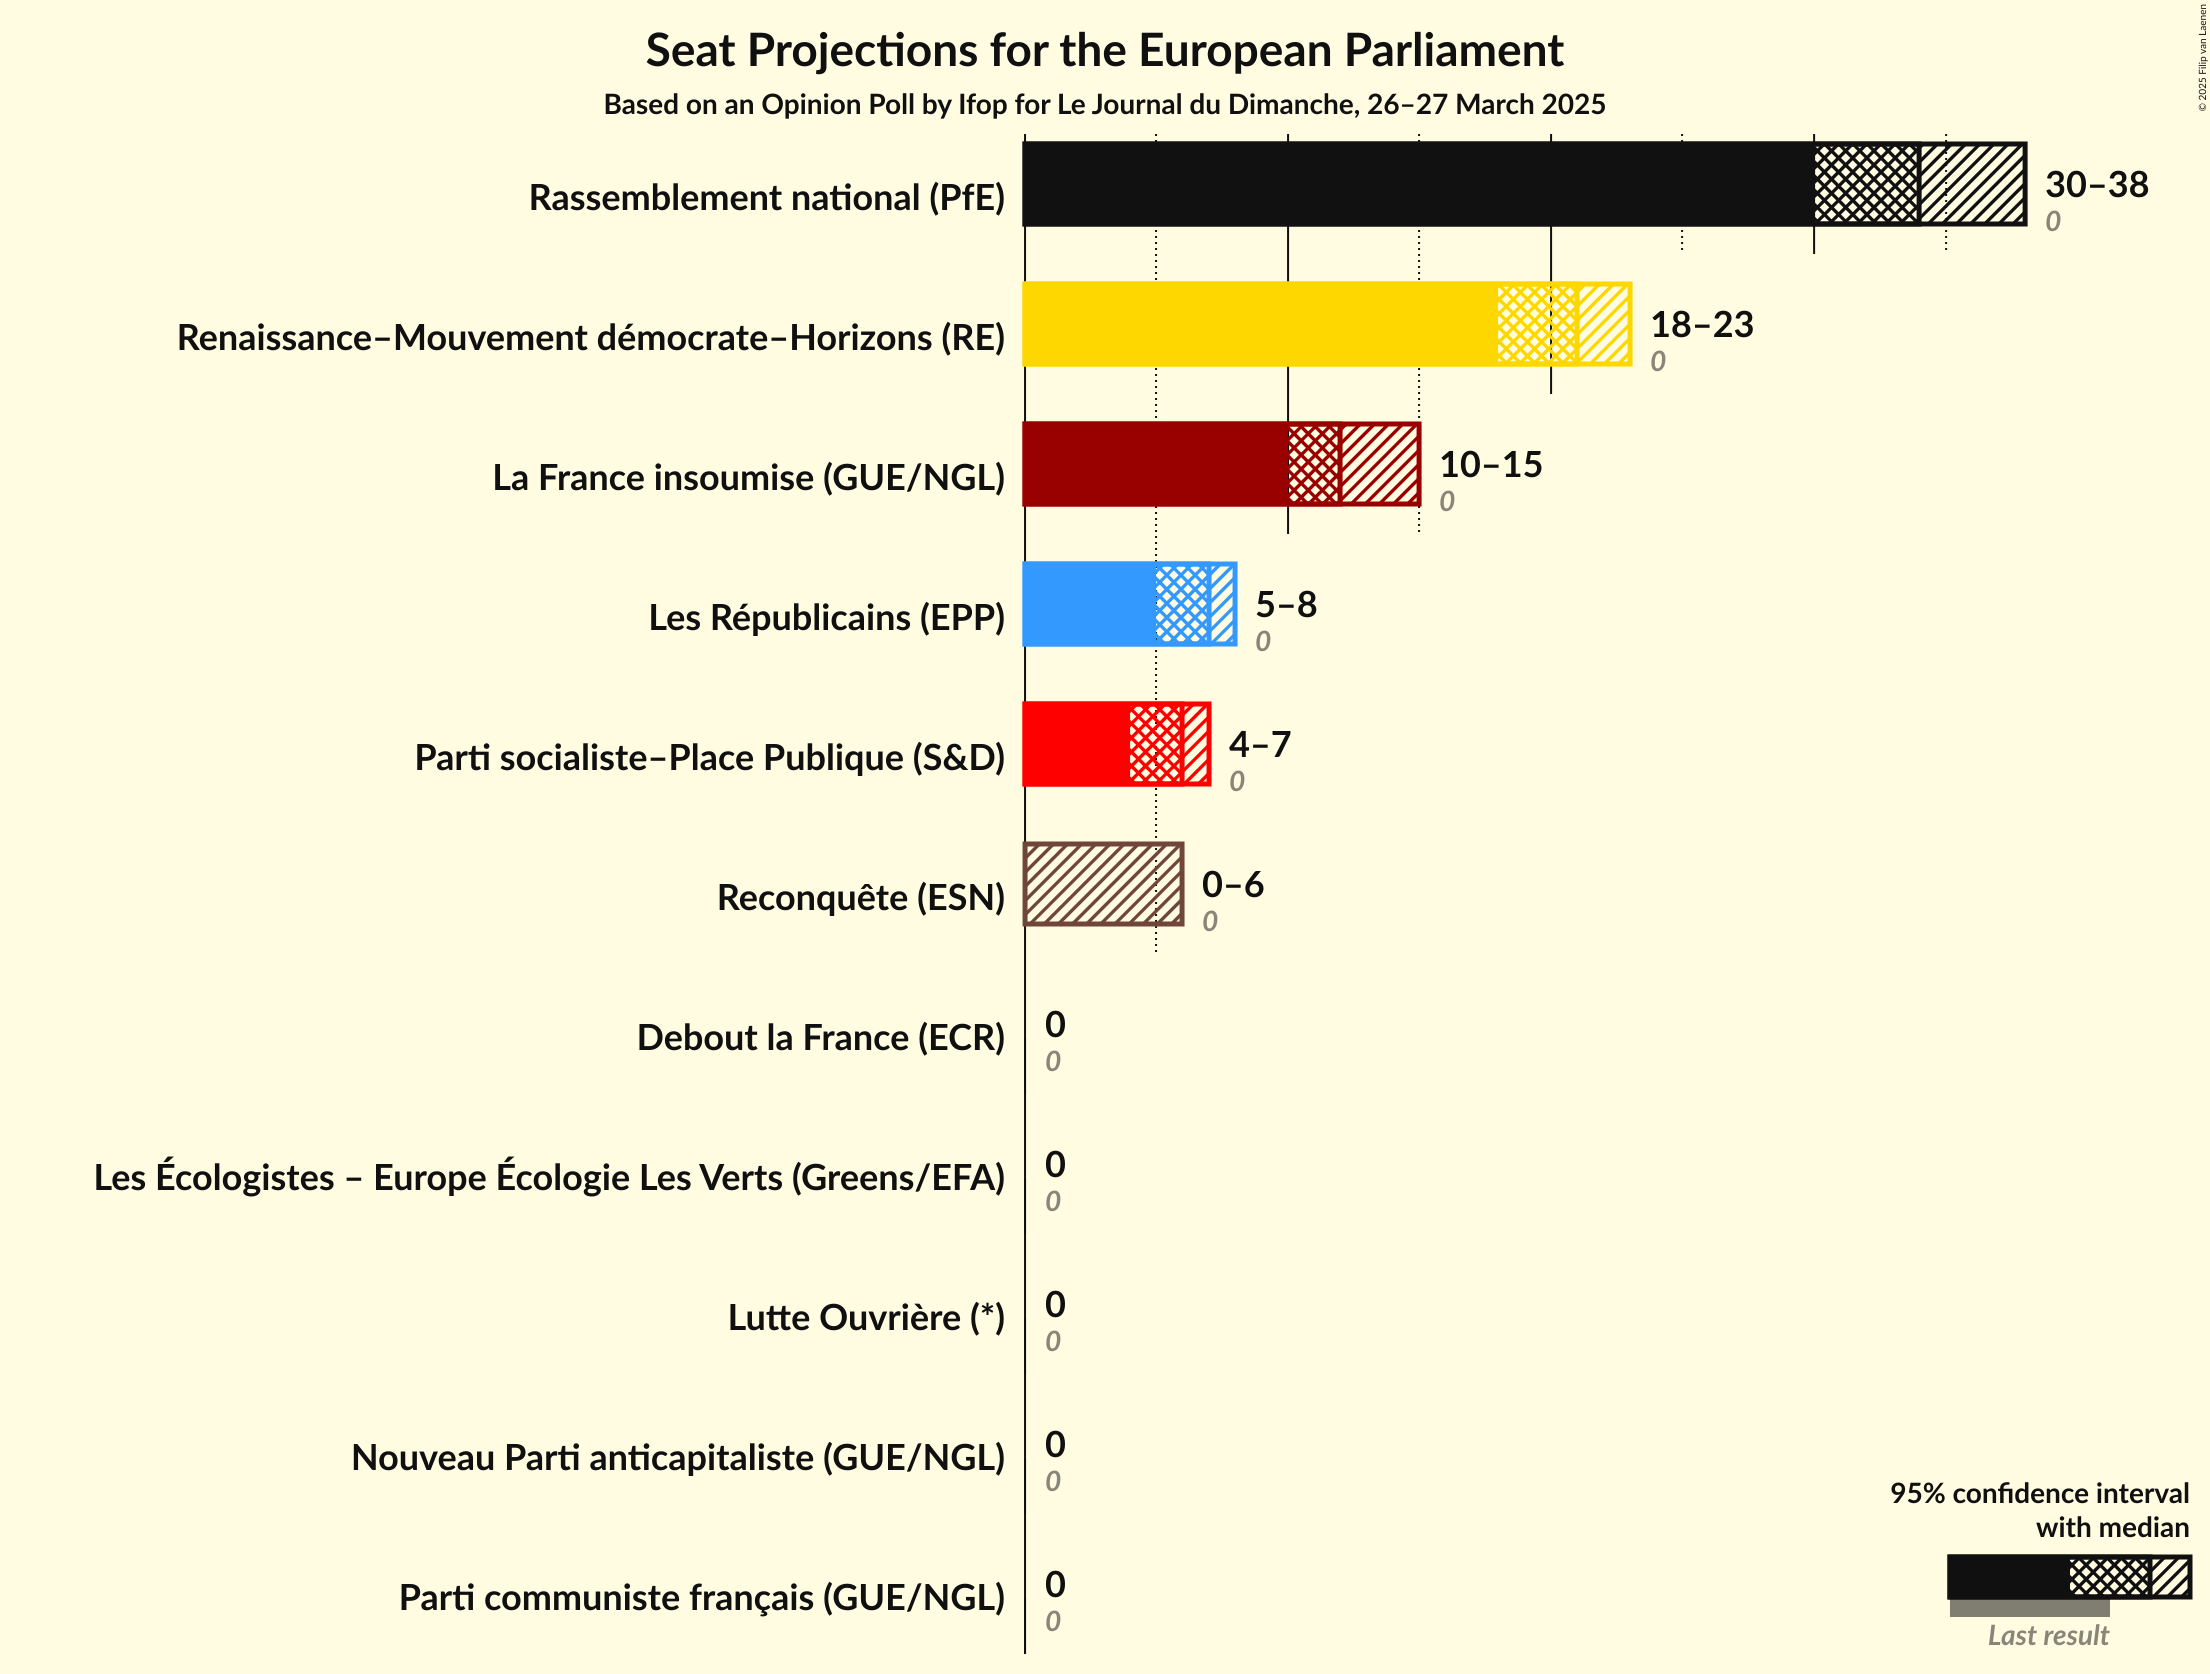 Seat Projections for the European Parliament
Based on an Opinion Poll by Ifop for Le Journal du Dimanche, 26–27 March 2025
© 2025 Filip van Laenen
Rassemblement national (PfE)
30–38
0
Renaissance–Mouvement démocrate–Horizons (RE)
18–23
0
La France insoumise (GUE/NGL)
10–15
0
Les Républicains (EPP)
5–8
0
Parti socialiste–Place Publique (S&D)
4–7
0
Reconquête (ESN)
0–6
0
Debout la France (ECR)
0
0
Les Écologistes – Europe Écologie Les Verts (Greens/EFA)
0
0
Lutte Ouvrière (*)
0
0
Nouveau Parti anticapitaliste (GUE/NGL)
0
0
Parti communiste français (GUE/NGL)
0
0
95% confidence interval
with median
Last result